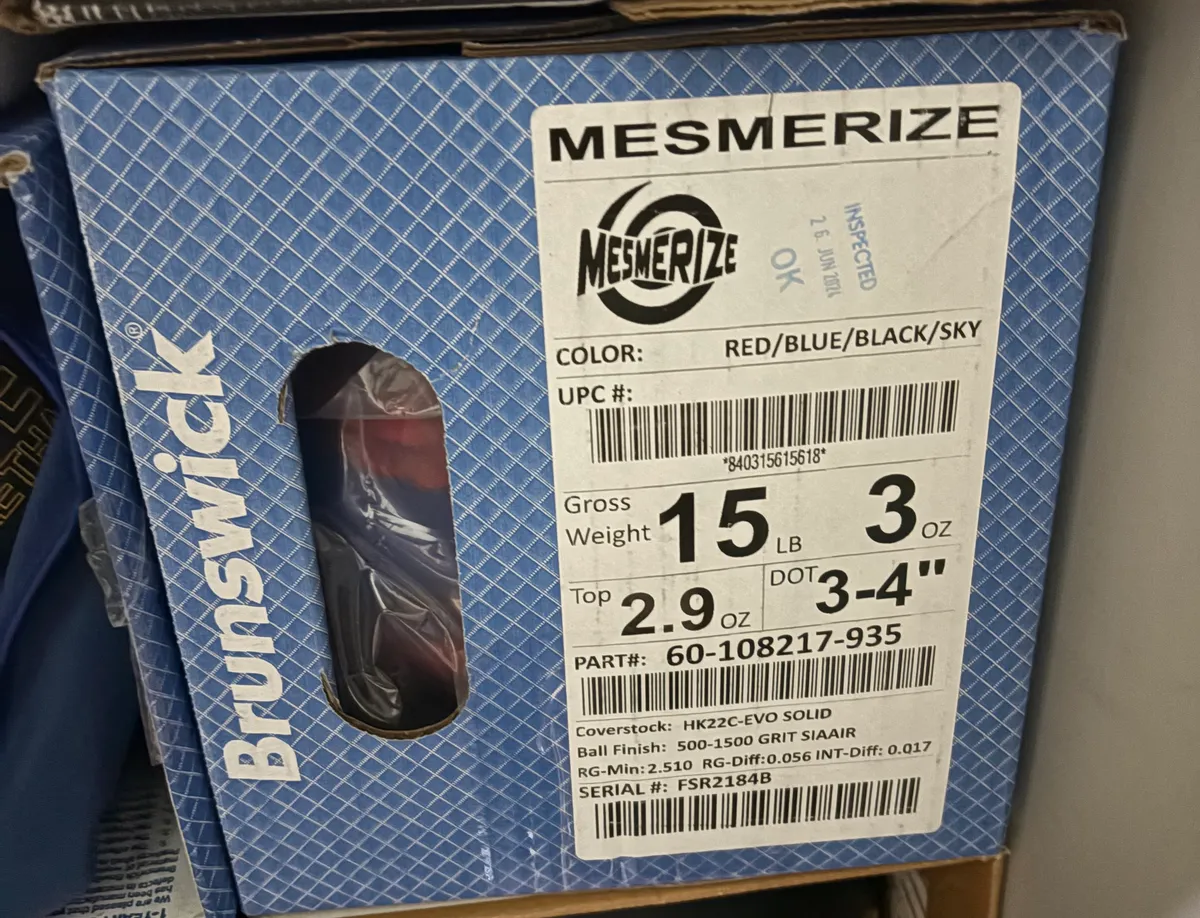 Brunswick®
MESMERIZE
MESMERIZE
INSPECTED
26 JUN 2024
OK
COLOR: RED/BLUE/BLACK/SKY
UPC #:
*840315615618*
Gross
Weight 15 LB 3 OZ
Top 2.9 OZ
DOT 3-4"
PART#: 60-108217-935
Coverstock: HK22C-EVO SOLID
Ball Finish: 500-1500 GRIT SIAAIR
RG-Min: 2.510 RG-Diff:0.056 INT-Diff: 0.017
SERIAL #: FSR2184B